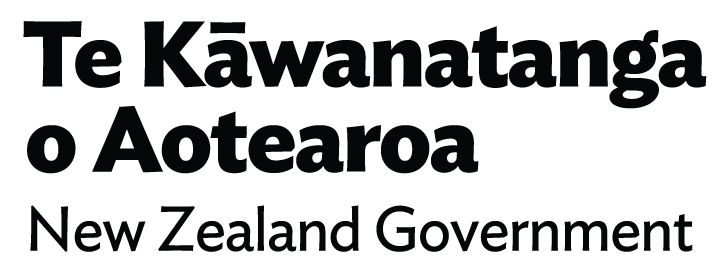 Te Kāwanatanga
o Aotearoa
New Zealand Government